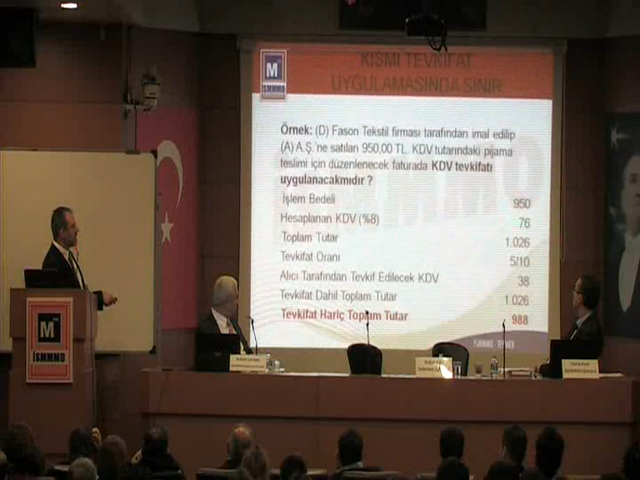 KISMİ TEVKİFAT
UYGULAMASINDA SINIR
M
İSMMMO
Örnek: (D) Fason Tekstil firması tarafından imal edilip
(A) A.Ş.'ne satılan 950,00 TL. KDV tutarındaki pijama
teslimi için düzenlenecek faturada KDV tevkifatı
uygulanacakmıdır ?
İşlem Bedeli 950
Hesaplanan KDV (%8) 76
Toplam Tutar 1.026
Tevkifat Oranı 5/10
Alıcı Tarafından Tevkif Edilecek KDV 38
Tevkifat Dahil Toplam Tutar 1.026
Tevkifat Hariç Toplam Tutar 988
M
İSMMMO